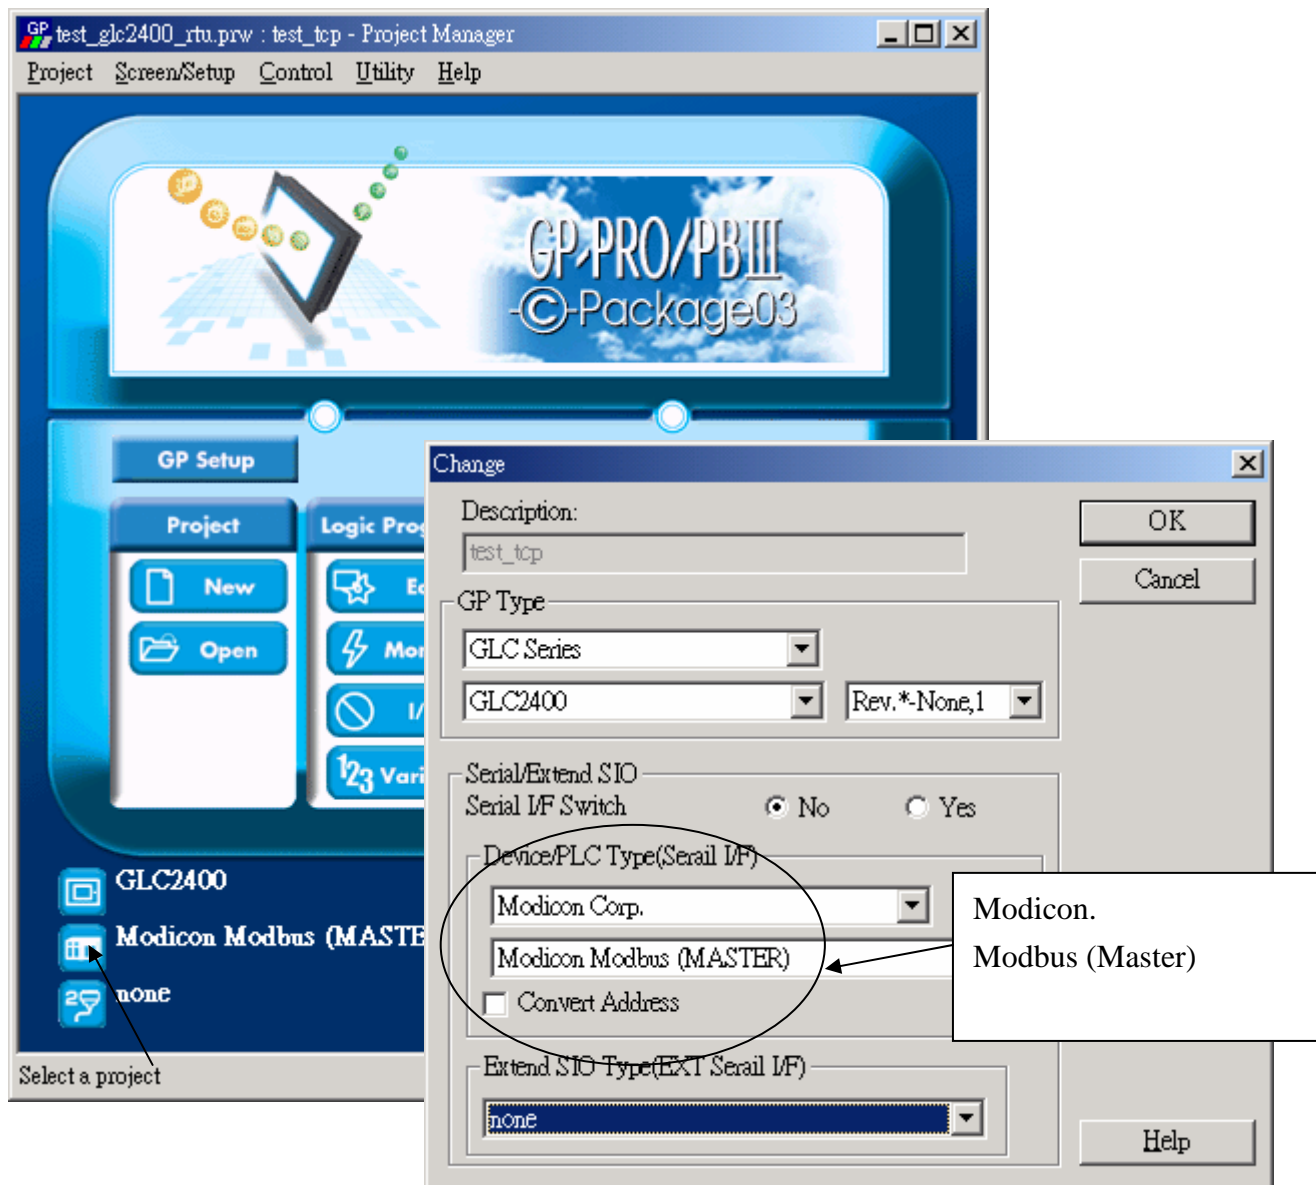 GP test_glc2400_rtu.prw : test_tcp - Project Manager
Project Screen/Setup Control Utility Help
GP-PRO/PBIII
-C-Package03
GP Setup
Project
New
Open
Logic
I/
123
GLC2400
Modicon Modbus
2 none
Select a project
Change
Description:
test_tcp
OK
Cancel
GP Type
GLC Series
GLC2400 Rev.*-None,1
Serial/Extend SIO
Serial I/F Switch No Yes
Device/PLC Type(Serail I/F)
Modicon Corp.
Modicon Modbus (MASTER)
Convert Address
Extend SIO Type(EXT Serail I/F)
none
Help
Modicon.
Modbus (Master)